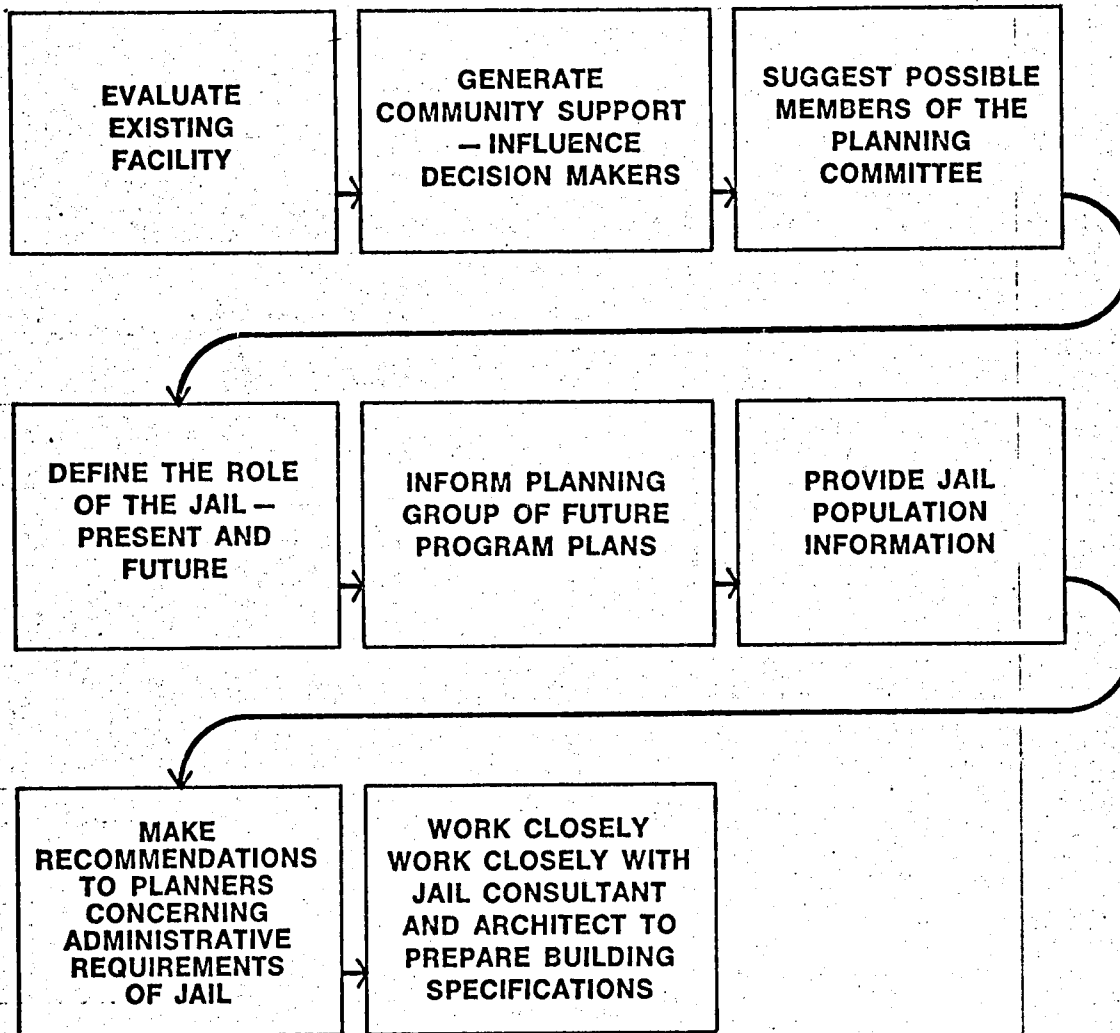 EVALUATE
EXISTING
FACILITY
GENERATE
COMMUNITY SUPPORT
— INFLUENCE
DECISION MAKERS
SUGGEST POSSIBLE
MEMBERS OF THE
PLANNING
COMMITTEE
DEFINE THE ROLE
OF THE JAIL —
PRESENT AND
FUTURE
INFORM PLANNING
GROUP OF FUTURE
PROGRAM PLANS
PROVIDE JAIL
POPULATION
INFORMATION
MAKE
RECOMMENDATIONS
TO PLANNERS
CONCERNING
ADMINISTRATIVE
REQUIREMENTS
OF JAIL
WORK CLOSELY
WORK CLOSELY WITH
JAIL CONSULTANT
AND ARCHITECT TO
PREPARE BUILDING
SPECIFICATIONS